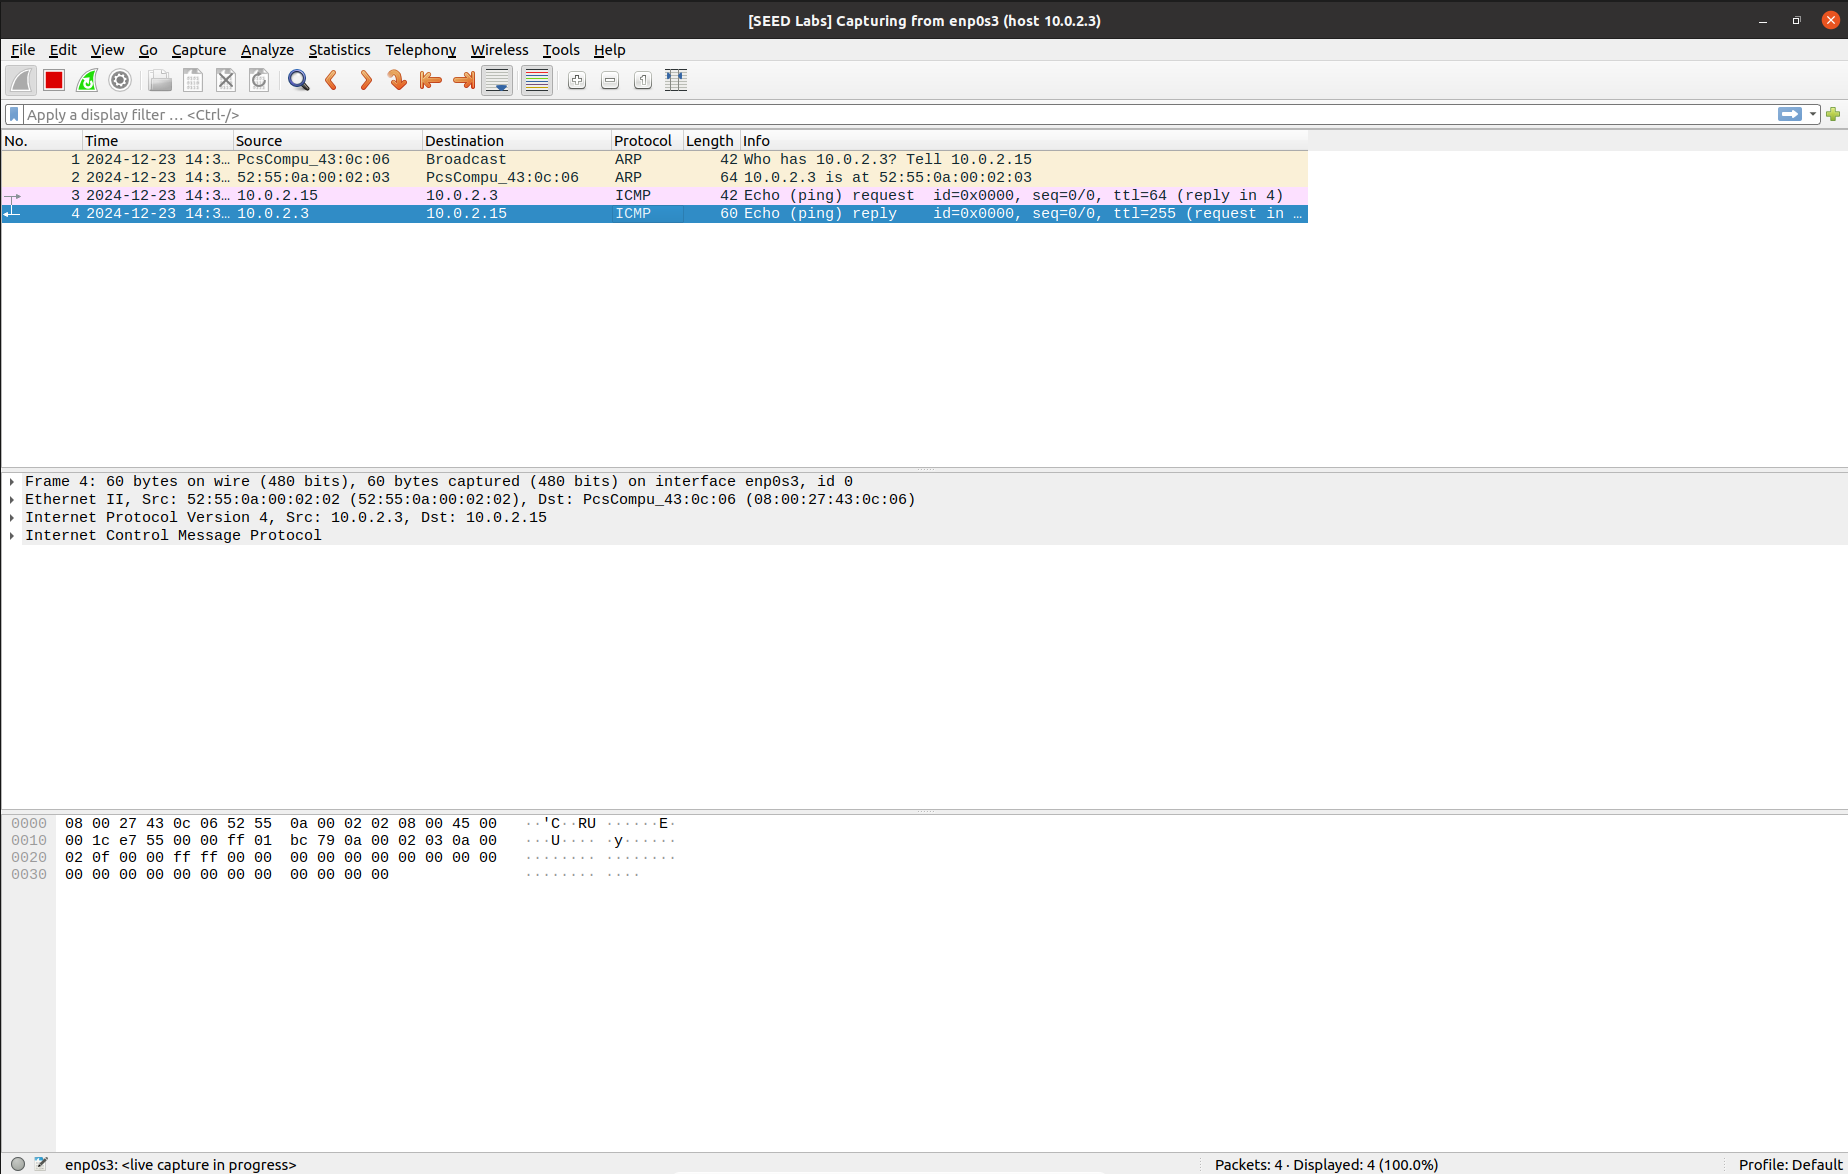 [SEED Labs] Capturing from enp0s3 (host 10.0.2.3)
File Edit View Go Capture Analyze Statistics Telephony Wireless Tools Help
Apply a display filter … <Ctrl-/>
No. Time Source Destination Protocol Length Info
1 2024-12-23 14:3… PcsCompu_43:0c:06 Broadcast ARP 42 Who has 10.0.2.3? Tell 10.0.2.15
2 2024-12-23 14:3… 52:55:0a:00:02:03 PcsCompu_43:0c:06 ARP 64 10.0.2.3 is at 52:55:0a:00:02:03
3 2024-12-23 14:3… 10.0.2.15 10.0.2.3 ICMP 42 Echo (ping) request id=0x0000, seq=0/0, ttl=64 (reply in 4)
4 2024-12-23 14:3… 10.0.2.3 10.0.2.15 ICMP 60 Echo (ping) reply id=0x0000, seq=0/0, ttl=255 (request in …
Frame 4: 60 bytes on wire (480 bits), 60 bytes captured (480 bits) on interface enp0s3, id 0
Ethernet II, Src: 52:55:0a:00:02:02 (52:55:0a:00:02:02), Dst: PcsCompu_43:0c:06 (08:00:27:43:0c:06)
Internet Protocol Version 4, Src: 10.0.2.3, Dst: 10.0.2.15
Internet Control Message Protocol
0000 08 00 27 43 0c 06 52 55 0a 00 02 02 08 00 45 00 ··'C··RU ······E·
0010 00 1c e7 55 00 00 ff 01 bc 79 0a 00 02 03 0a 00 ···U···· ·y······
0020 02 0f 00 00 ff ff 00 00 00 00 00 00 00 00 00 00 ········ ········
0030 00 00 00 00 00 00 00 00 00 00 00 00 ········ ····
enp0s3: <live capture in progress> Packets: 4 · Displayed: 4 (100.0%) Profile: Default